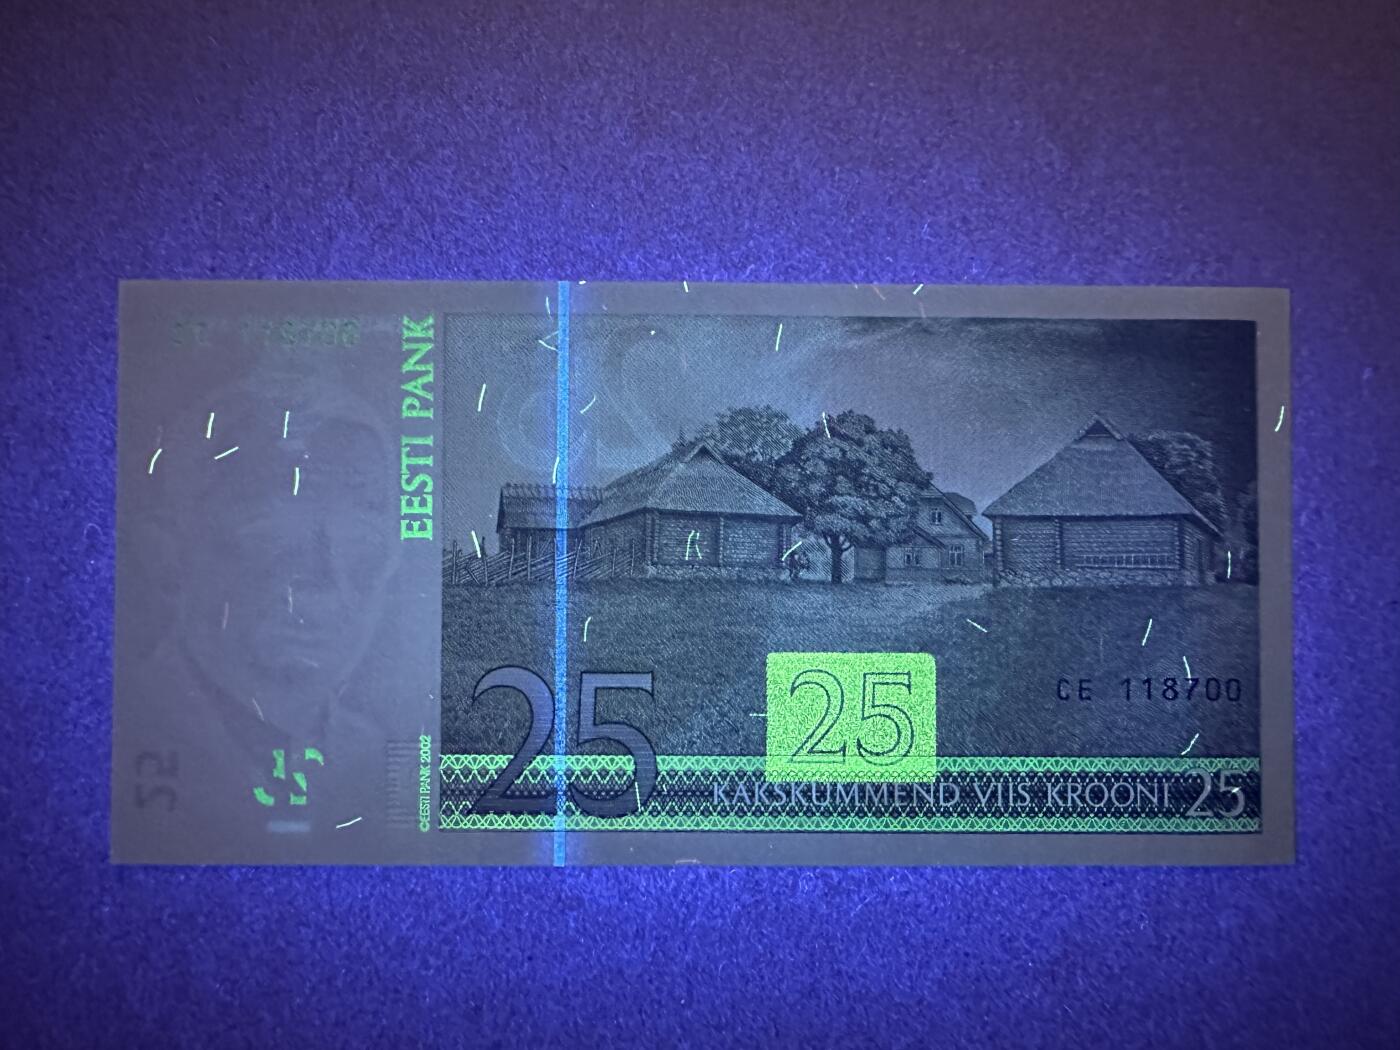 EESTI PANK
©EESTI PANK 2002
25
25
CE 118700
KAKSKUMMEND VIIS KROONI 25